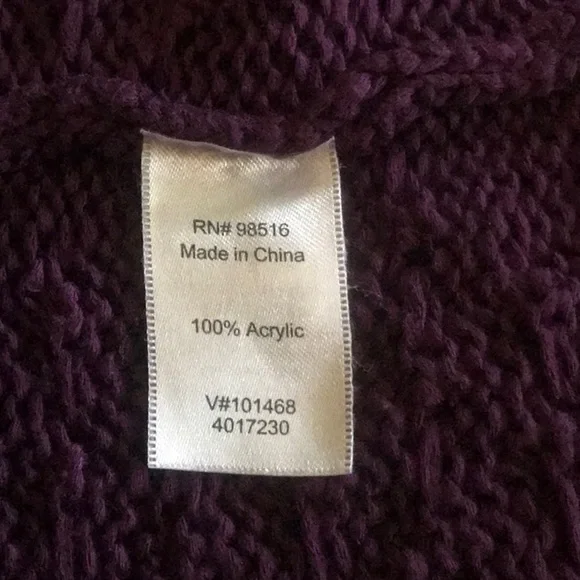 RN# 98516
Made in China
100% Acrylic
V#101468
4017230